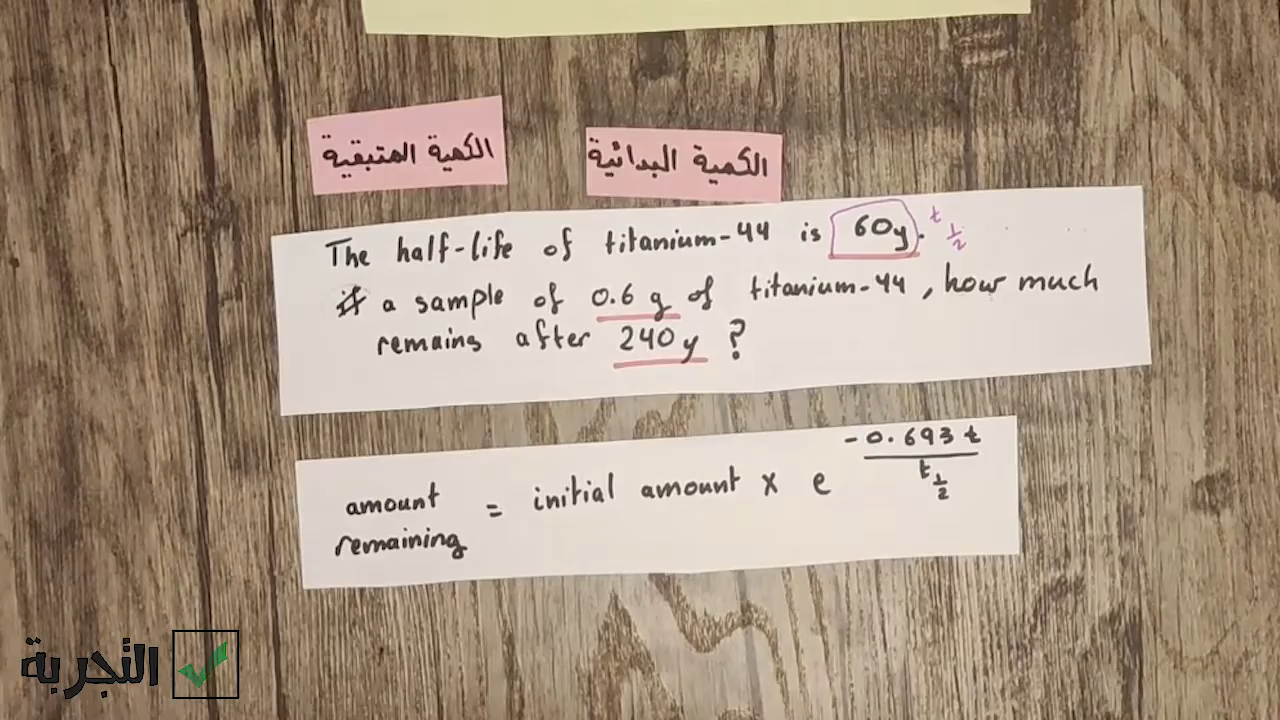 الكمية المتبقية
الكمية البدائية
The half-life of titanium-44 is 60y. t 1/2
if a sample of 0.6 g of titanium-44, how much
remains after 240y ?
amount remaining = initial amount x e -0.693 t / t 1/2
التجربة